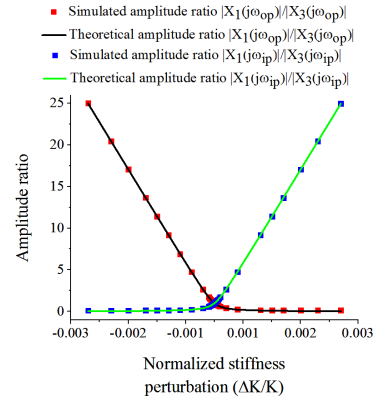 Simulated amplitude ratio |X1(jωop)|/|X3(jωop)|
Theoretical amplitude ratio |X1(jωop)|/|X3(jωop)|
Simulated amplitude ratio |X1(jωip)|/|X3(jωip)|
Theoretical amplitude ratio |X1(jωip)|/|X3(jωip)|
25
20
15
10
5
0
Amplitude ratio
-0.003 -0.002 -0.001 0.001 0.002 0.003
Normalized stiffness
perturbation (ΔK/K)